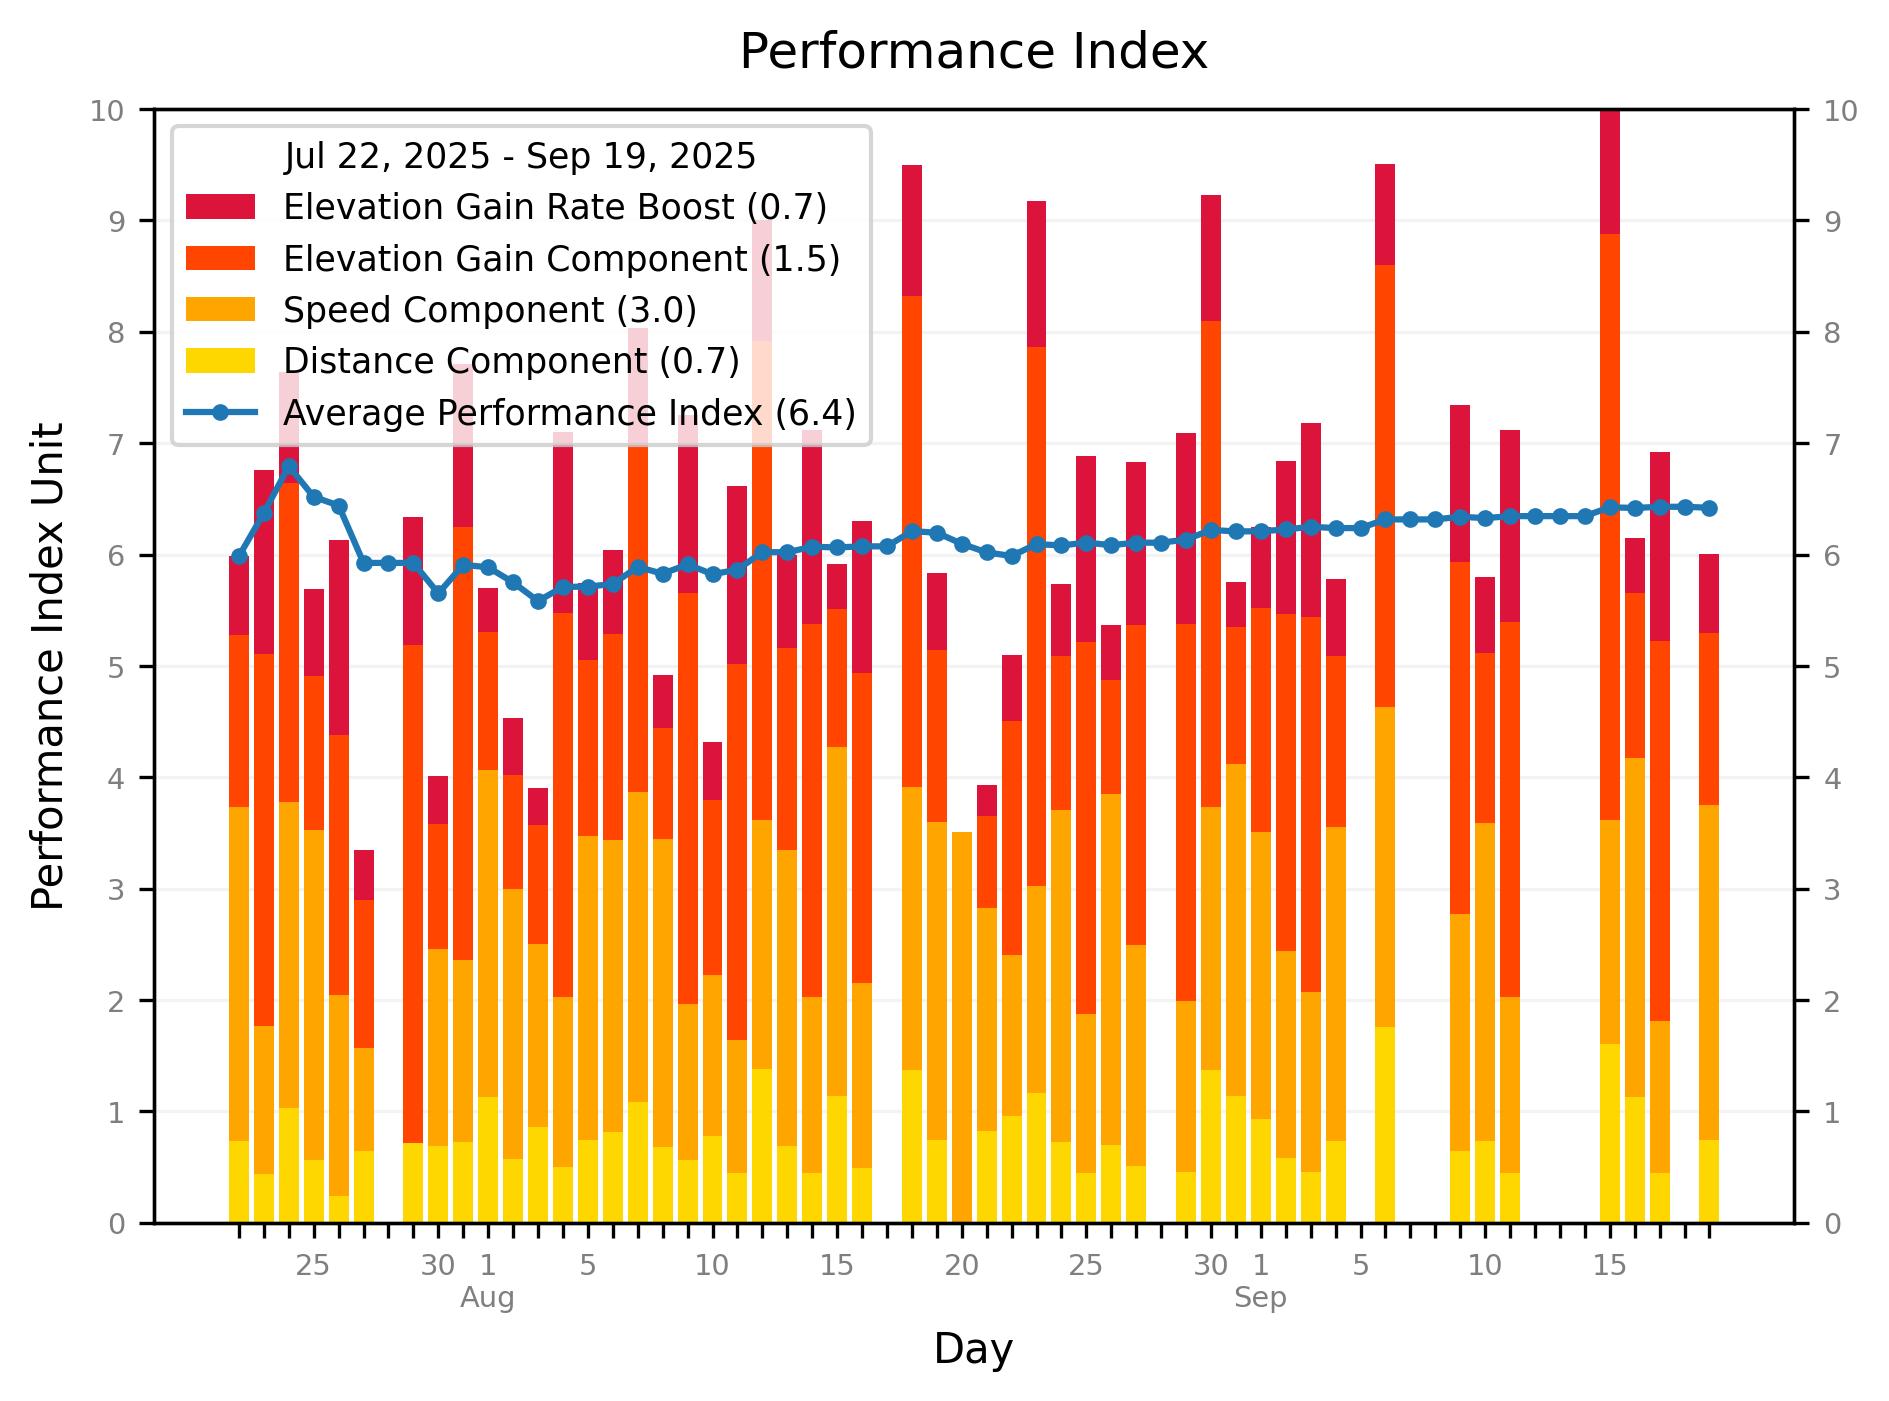 Performance Index
Jul 22, 2025 - Sep 19, 2025
Elevation Gain Rate Boost (0.7)
Elevation Gain Component (1.5)
Speed Component (3.0)
Distance Component (0.7)
Average Performance Index (6.4)
Performance Index Unit
10 10
9 9
8 8
7 7
6 6
5 5
4 4
3 3
2 2
1 1
0 0
25 30 1 5 10 15 20 25 30 1 5 10 15
Aug Sep
Day